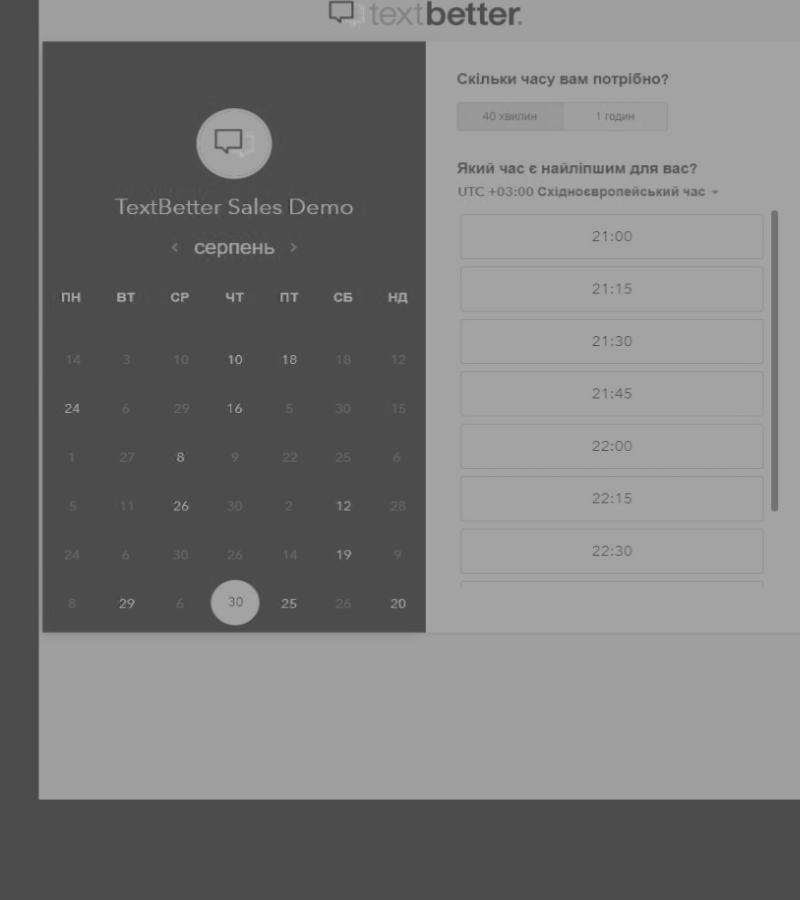 textbetter.
TextBetter Sales Demo
< серпень >
ПН ВТ СР ЧТ ПТ СБ НД
14 3 10 10 18 18 12
24 6 29 16 5 30 15
1 27 8 9 22 25 6
5 11 26 30 2 12 28
24 6 30 26 14 19 9
8 29 6 30 25 26 20
Скільки часу вам потрібно?
40 хвилин 1 годин
Який час є найліпшим для вас?
UTC +03:00 Східноєвропейський час
21:00
21:15
21:30
21:45
22:00
22:15
22:30